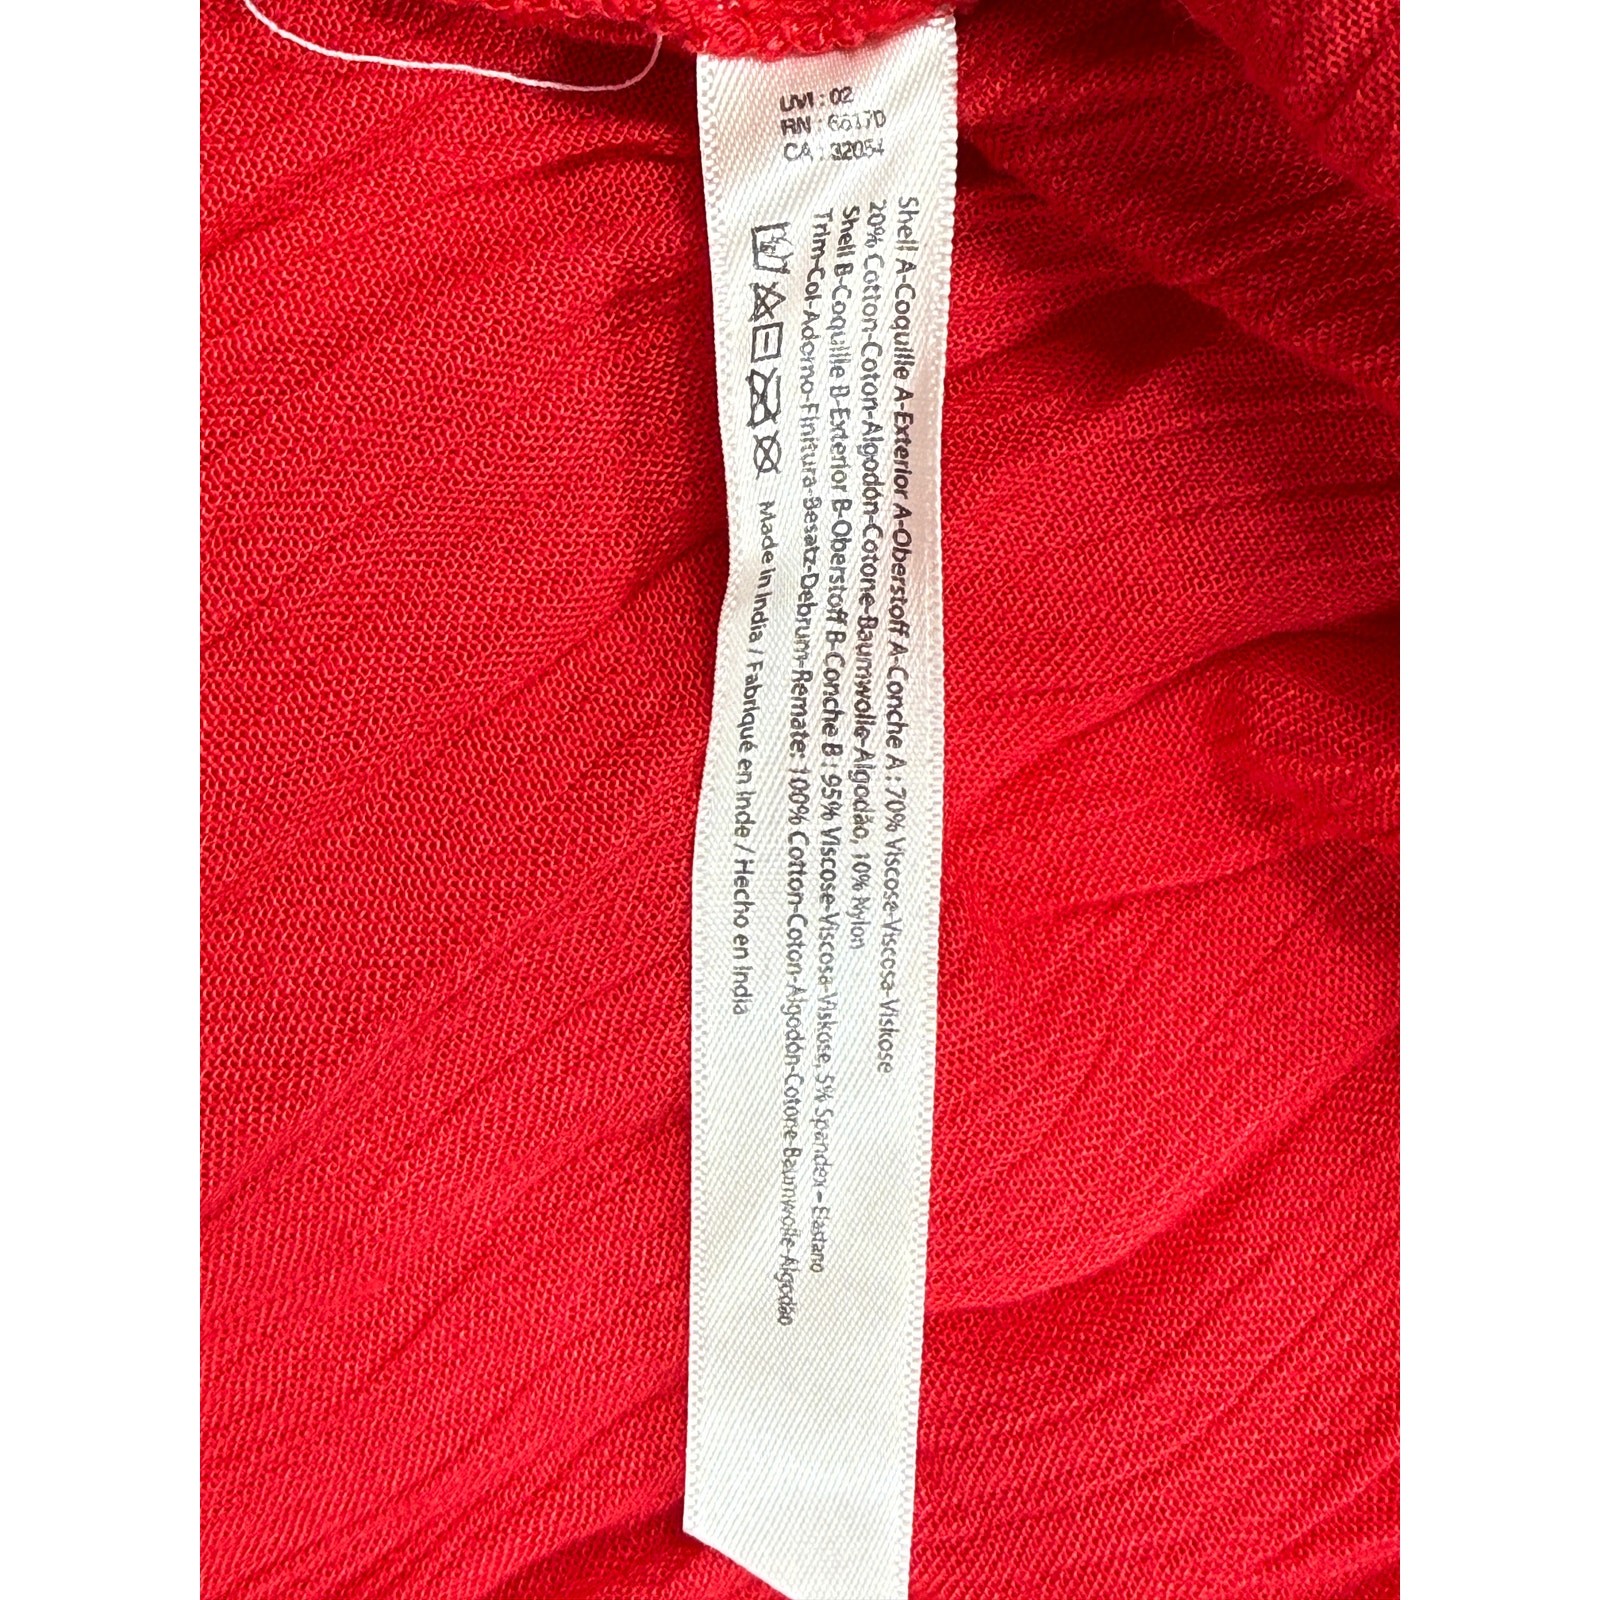 UVI : 02
RN : 66170
CA : 32054
Shell A-Coquille A-Exterior A-Oberstoff A-Conche A : 70% Viscose-Viscosa-Viskose
20% Cotton-Coton-Algodón-Cotone-Baumwolle-Algodão, 10% Nylon
Shell B-Coquille B-Exterior B-Oberstoff B-Conche B : 95% Viscose-Viscosa-Viskose, 5% Spandex - Elastano
Trim-Col-Adorno-Finitura-Besatz-Debrum-Remate: 100% Cotton-Coton-Algodón-Cotone-Baumwolle-Algodão
Made in India / Fabriqué en Inde / Hecho en India